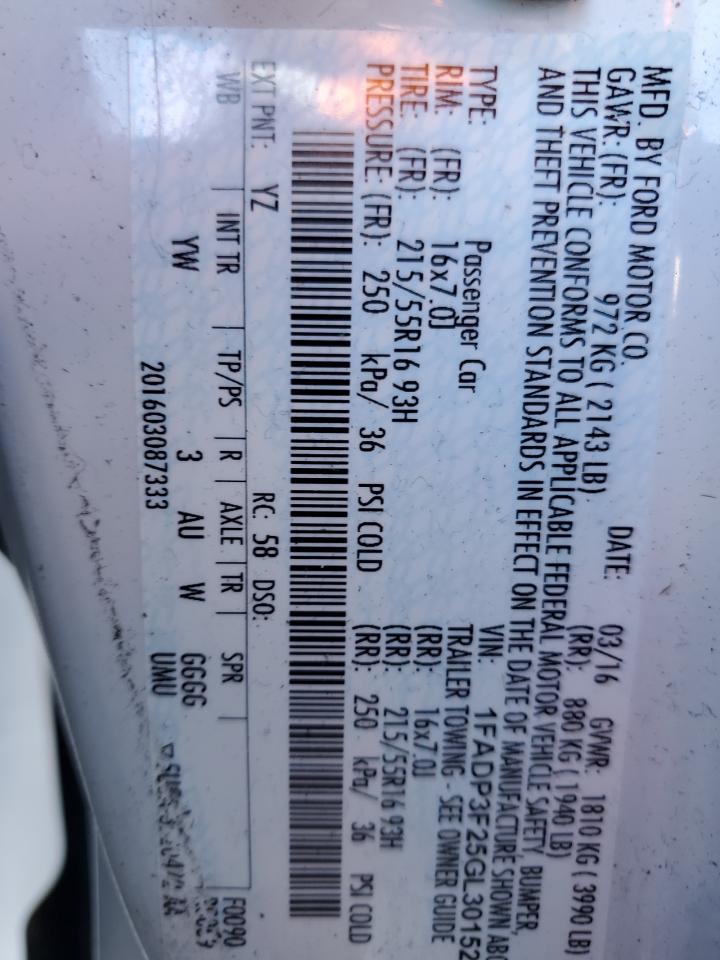 MFD. BY FORD MOTOR CO.
DATE: 03/16 GVWR: 1810 KG ( 3990 LB)
GAWR: (FR): 972 KG ( 2143 LB) (RR): 880 KG ( 1940 LB)
THIS VEHICLE CONFORMS TO ALL APPLICABLE FEDERAL MOTOR VEHICLE SAFETY, BUMPER,
AND THEFT PREVENTION STANDARDS IN EFFECT ON THE DATE OF MANUFACTURE SHOWN ABO
VIN: 1FADP3F25GL30152
TYPE: Passenger Car TRAILER TOWING - SEE OWNER GUIDE
RIM: (FR): 16x7.0J (RR): 16x7.0J
TIRE: (FR): 215/55R16 93H (RR): 215/55R16 93H
PRESSURE: (FR): 250 kPa/ 36 PSI COLD (RR): 250 kPa/ 36 PSI COLD
EXT PNT: YZ RC: 58 DSO: F0090
WB INT TR TP/PS R AXLE TR SPR
YW 3 AU W GGGG
201603087333 UMU